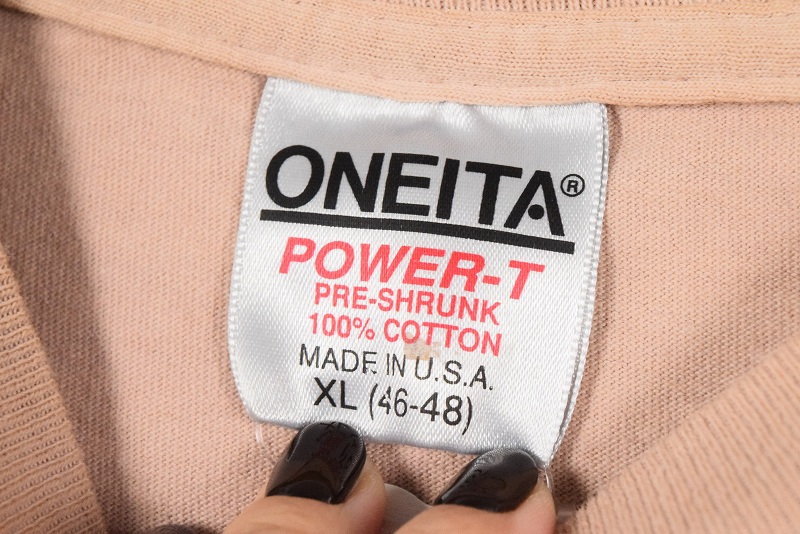 ONEITA®
POWER-T
PRE-SHRUNK
100% COTTON
MADE IN U.S.A.
XL (46-48)